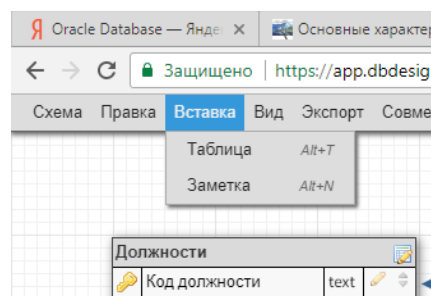 Oracle Database — Янде
Основные характер
Защищено https://app.dbdesig
Схема Правка Вставка Вид Экспорт Совме
Таблица Alt+T
Заметка Alt+N
Должности
Код должности text